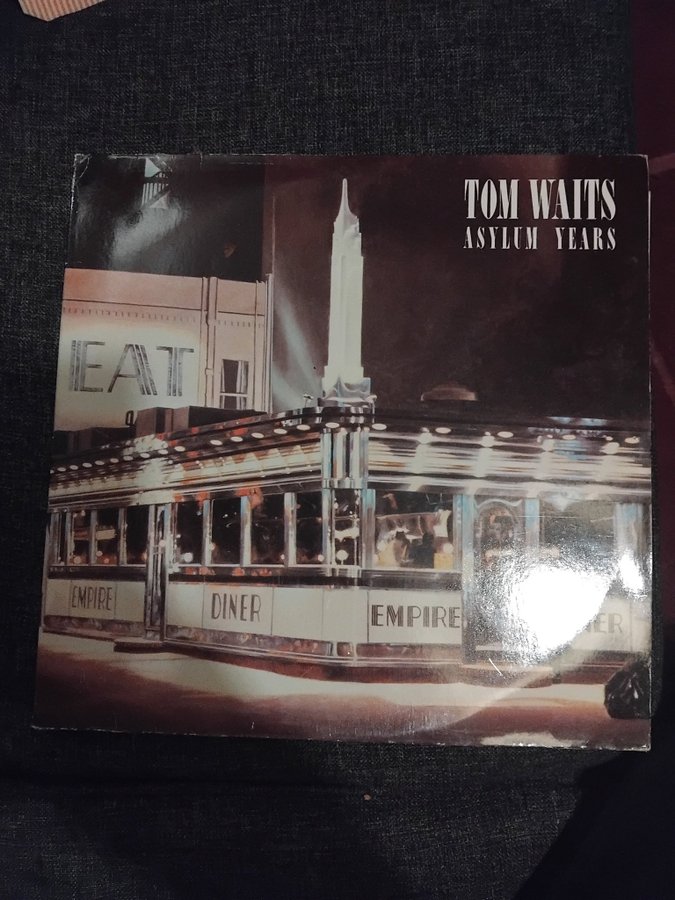 TOM WAITS
ASYLUM YEARS
EAT
EMPIRE
DINER
EMPIRE